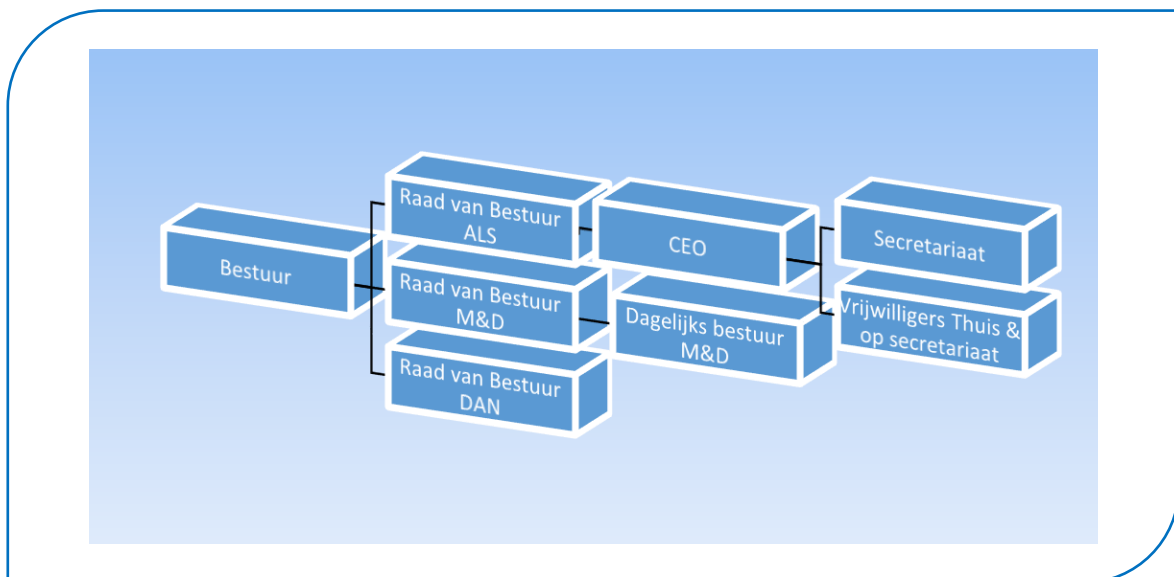 Bestuur
Raad van Bestuur
ALS
Raad van Bestuur
M&D
Raad van Bestuur
DAN
CEO
Dagelijks bestuur
M&D
Secretariaat
Vrijwilligers Thuis &
op secretariaat